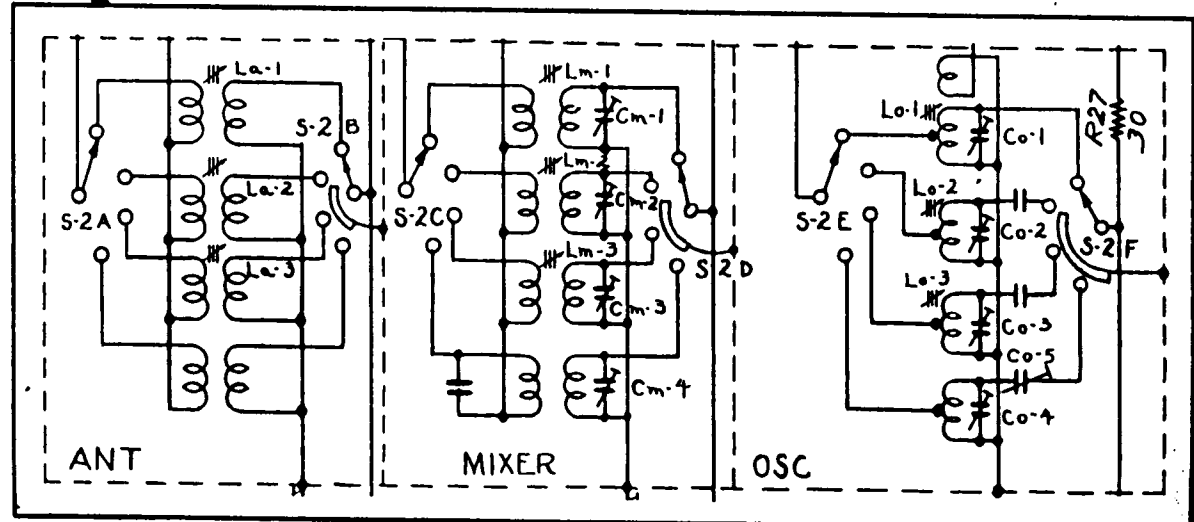 La-1
S-2 B
La-2
S-2A
La-3
ANT
Lm-1
Cm-1
Lm-2
Cm-2
S-2C
Lm-3
S-2 D
Cm-3
Cm-4
MIXER
Lo-1
Co-1
R27
30
Lo-2
S-2E
Co-2
S-2 F
Lo-3
Co-3
Co-5
Co-4
OSC